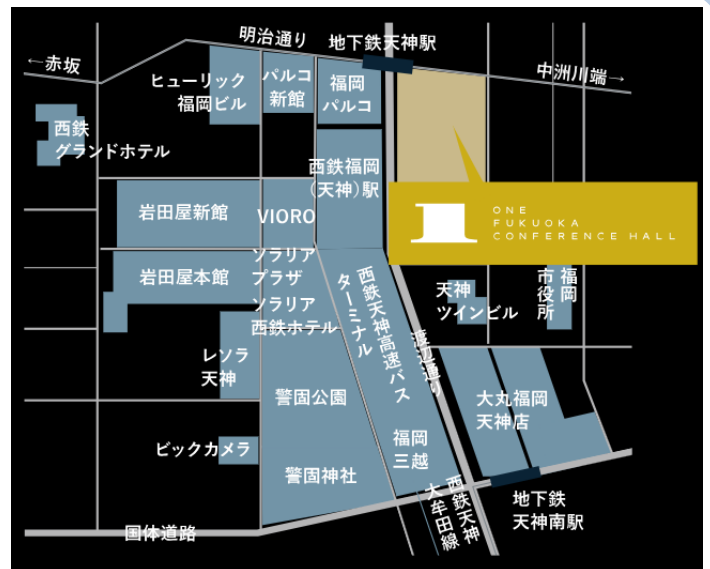 明治通り
地下鉄天神駅
←赤坂
中洲川端→
ヒューリック
福岡ビル
パルコ
新館
福岡
パルコ
西鉄
グランドホテル
西鉄福岡
(天神)駅
岩田屋新館
VIORO
ONE
FUKUOKA
CONFERENCE HALL
岩田屋本館
ソラリア
プラザ
ソラリア
西鉄ホテル
西鉄天神高速バス
ターミナル
渡辺通り
天神
ツインビル
福岡
市役所
レソラ
天神
警固公園
大丸福岡
天神店
ビックカメラ
福岡
三越
警固神社
西鉄天神
大牟田線
地下鉄
天神南駅
国体道路